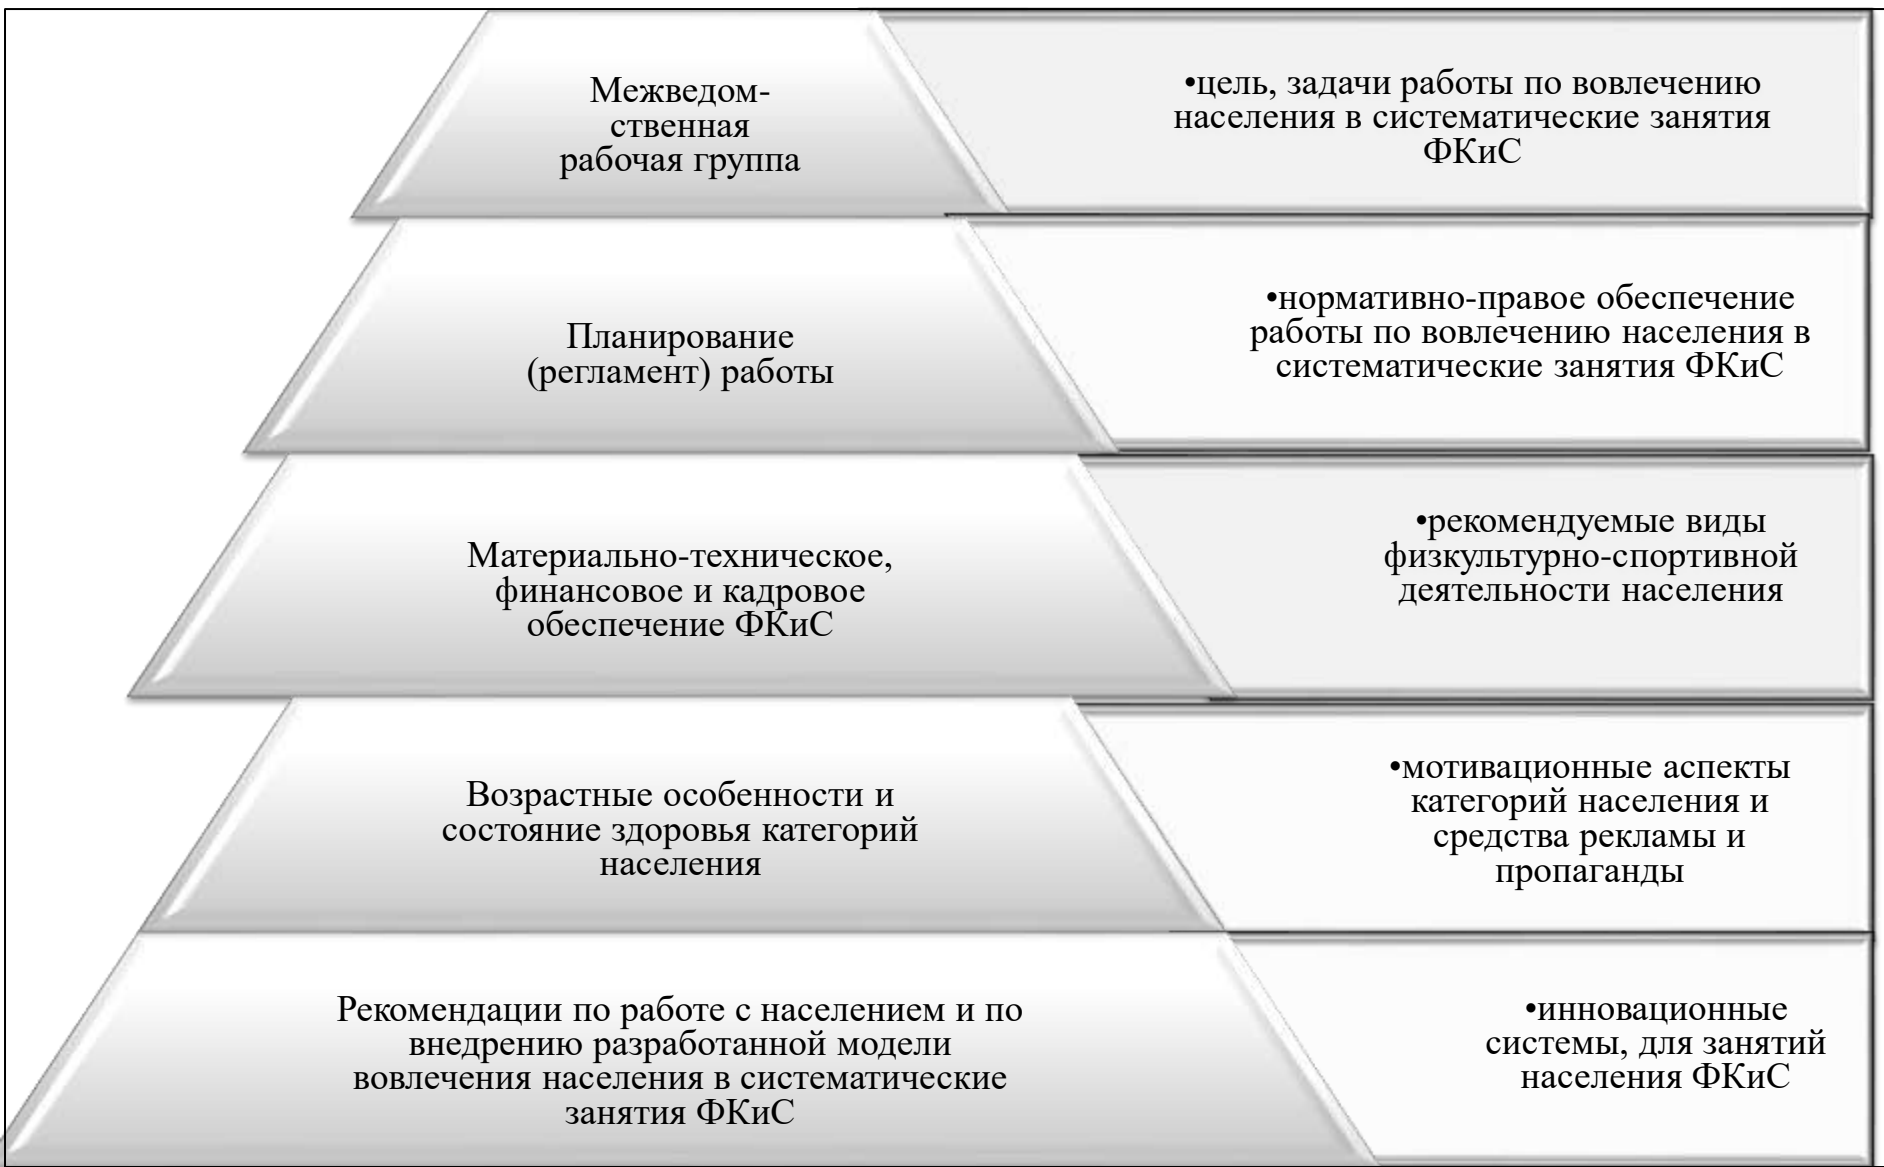 Межведом-
ственная
рабочая группа
•цель, задачи работы по вовлечению
населения в систематические занятия
ФКиС
Планирование
(регламент) работы
•нормативно-правое обеспечение
работы по вовлечению населения в
систематические занятия ФКиС
Материально-техническое,
финансовое и кадровое
обеспечение ФКиС
•рекомендуемые виды
физкультурно-спортивной
деятельности населения
Возрастные особенности и
состояние здоровья категорий
населения
•мотивационные аспекты
категорий населения и
средства рекламы и
пропаганды
Рекомендации по работе с населением и по
внедрению разработанной модели
вовлечения населения в систематические
занятия ФКиС
•инновационные
системы, для занятий
населения ФКиС